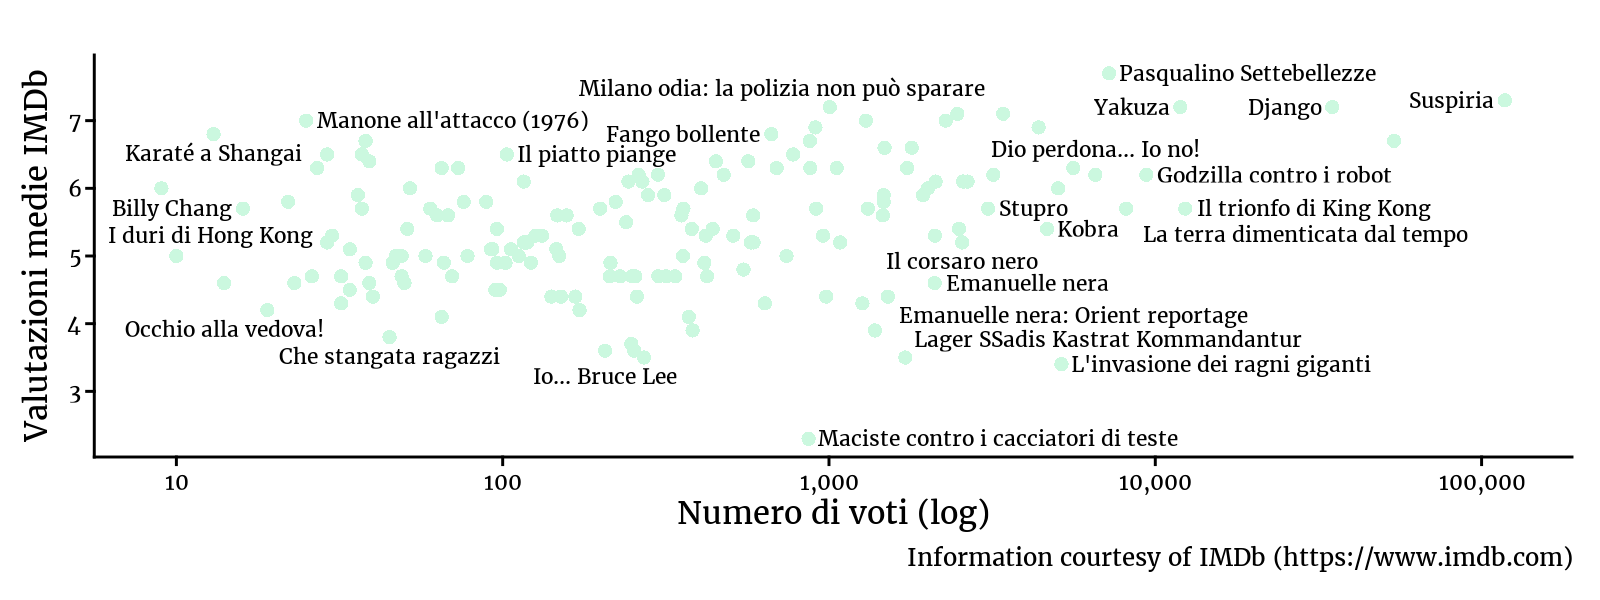 Valutazioni medie IMDb
7
6
5
4
3
Pasqualino Settebellezze
Milano odia: la polizia non può sparare
Suspiria
Yakuza
Django
Manone all'attacco (1976)
Fango bollente
Karaté a Shangai
Il piatto piange
Dio perdona... Io no!
Godzilla contro i robot
Billy Chang
Stupro
Il trionfo di King Kong
I duri di Hong Kong
Kobra
La terra dimenticata dal tempo
Il corsaro nero
Emanuelle nera
Occhio alla vedova!
Emanuelle nera: Orient reportage
Lager SSadis Kastrat Kommandantur
Che stangata ragazzi
L'invasione dei ragni giganti
Io... Bruce Lee
Maciste contro i cacciatori di teste
10
100
1,000
10,000
100,000
Numero di voti (log)
Information courtesy of IMDb (https://www.imdb.com)